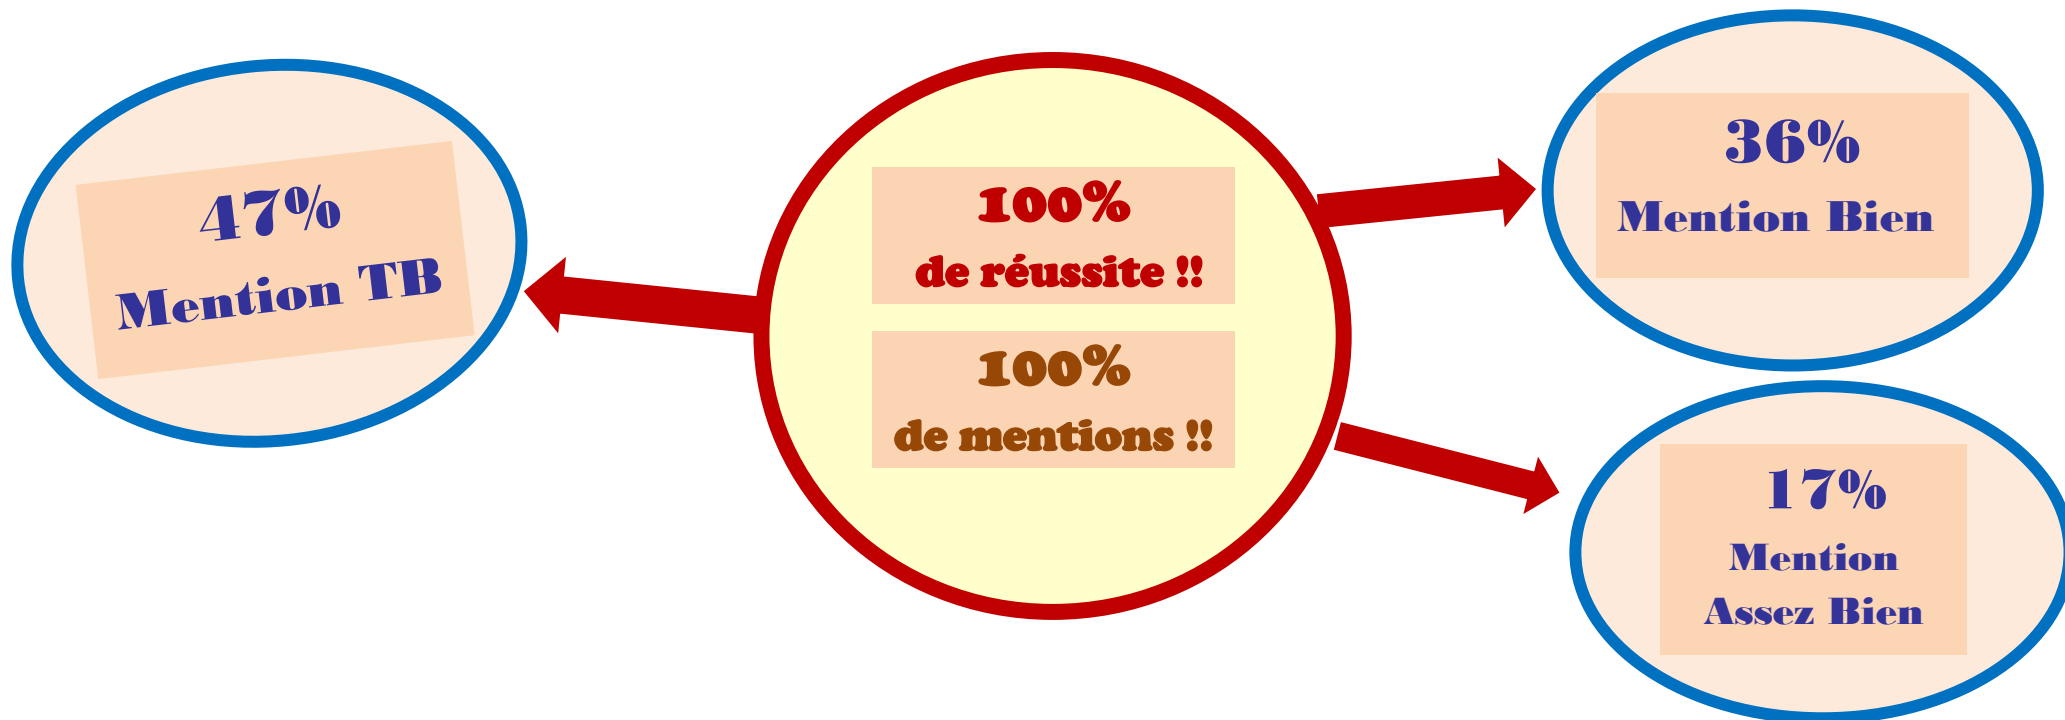 47%
Mention TB
100%
de réussite !!
100%
de mentions !!
36%
Mention Bien
17%
Mention
Assez Bien